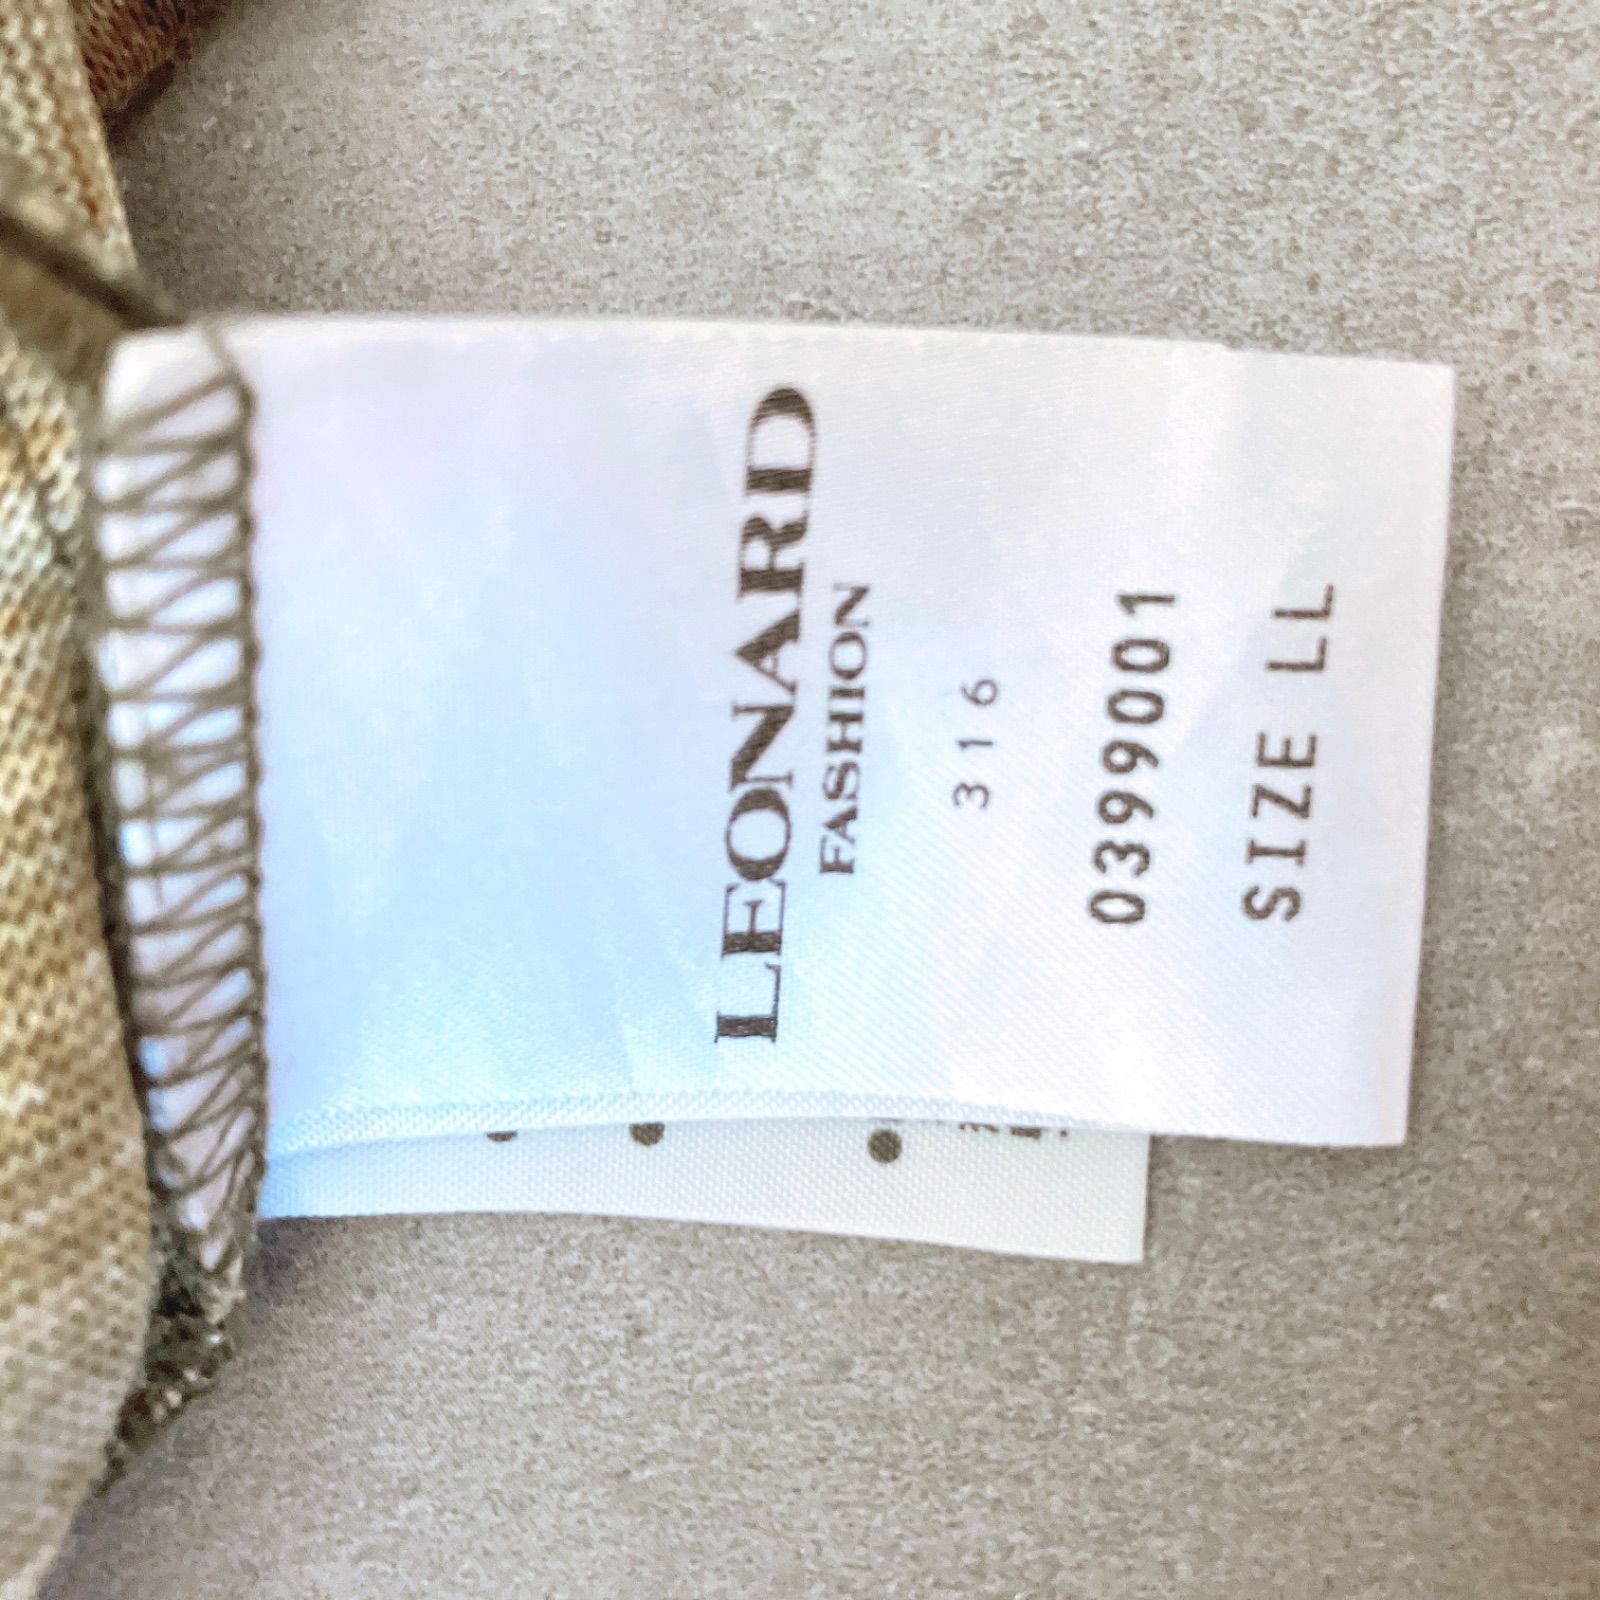 LEONARD
FASHION
316
0399001
SIZE LL